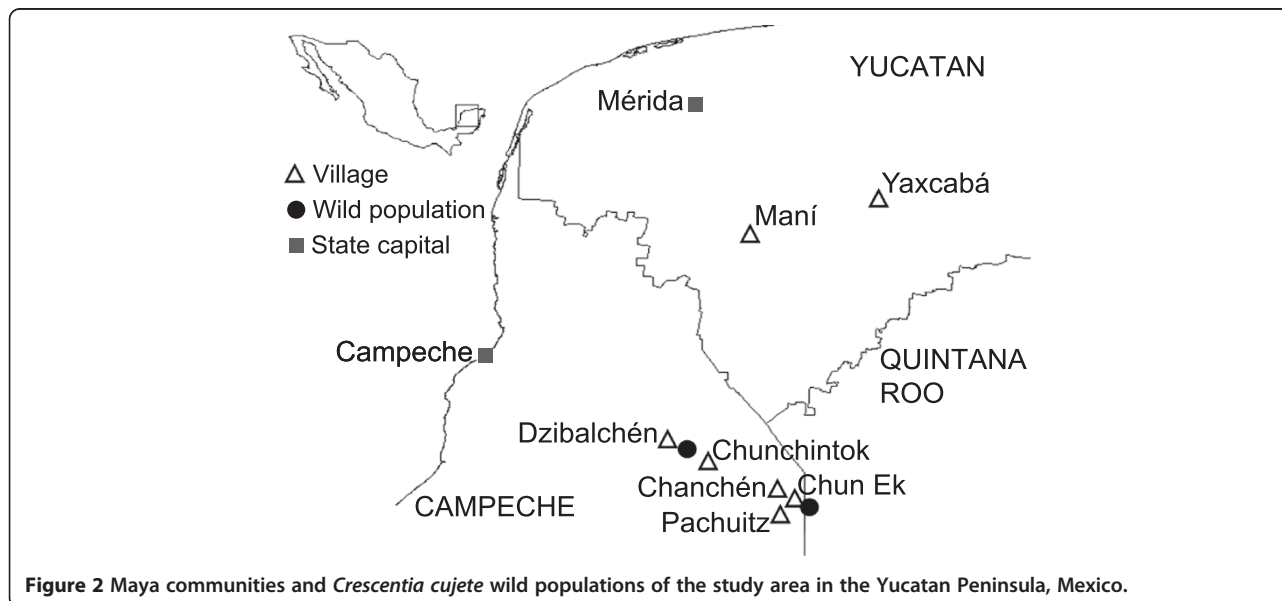 YUCATAN
Mérida
Village
Wild population
State capital
Yaxcabá
Maní
Campeche
QUINTANA
ROO
Dzibalchén
Chunchintok
Chanchén
Chun Ek
Pachuitz
CAMPECHE
Figure 2 Maya communities and Crescentia cujete wild populations of the study area in the Yucatan Peninsula, Mexico.